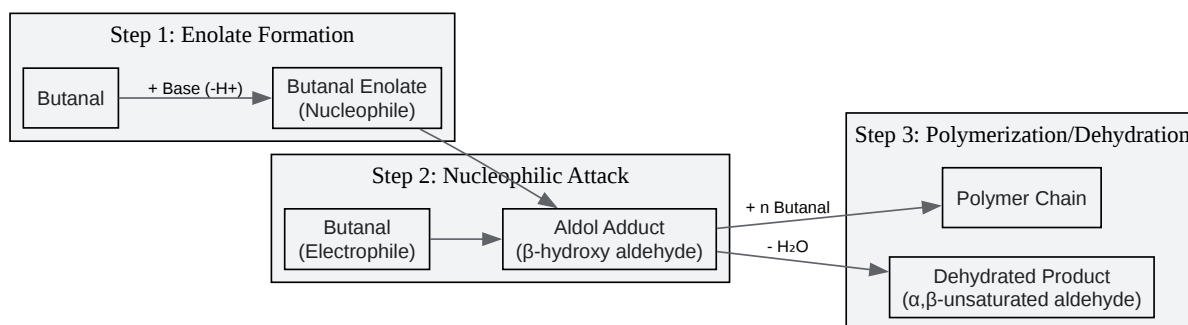 Step 1: Enolate Formation
Butanal
+ Base (-H+)
Butanal Enolate
(Nucleophile)
Step 2: Nucleophilic Attack
Butanal
(Electrophile)
Aldol Adduct
(β-hydroxy aldehyde)
Step 3: Polymerization/Dehydration
+ n Butanal
Polymer Chain
- H₂O
Dehydrated Product
(α,β-unsaturated aldehyde)